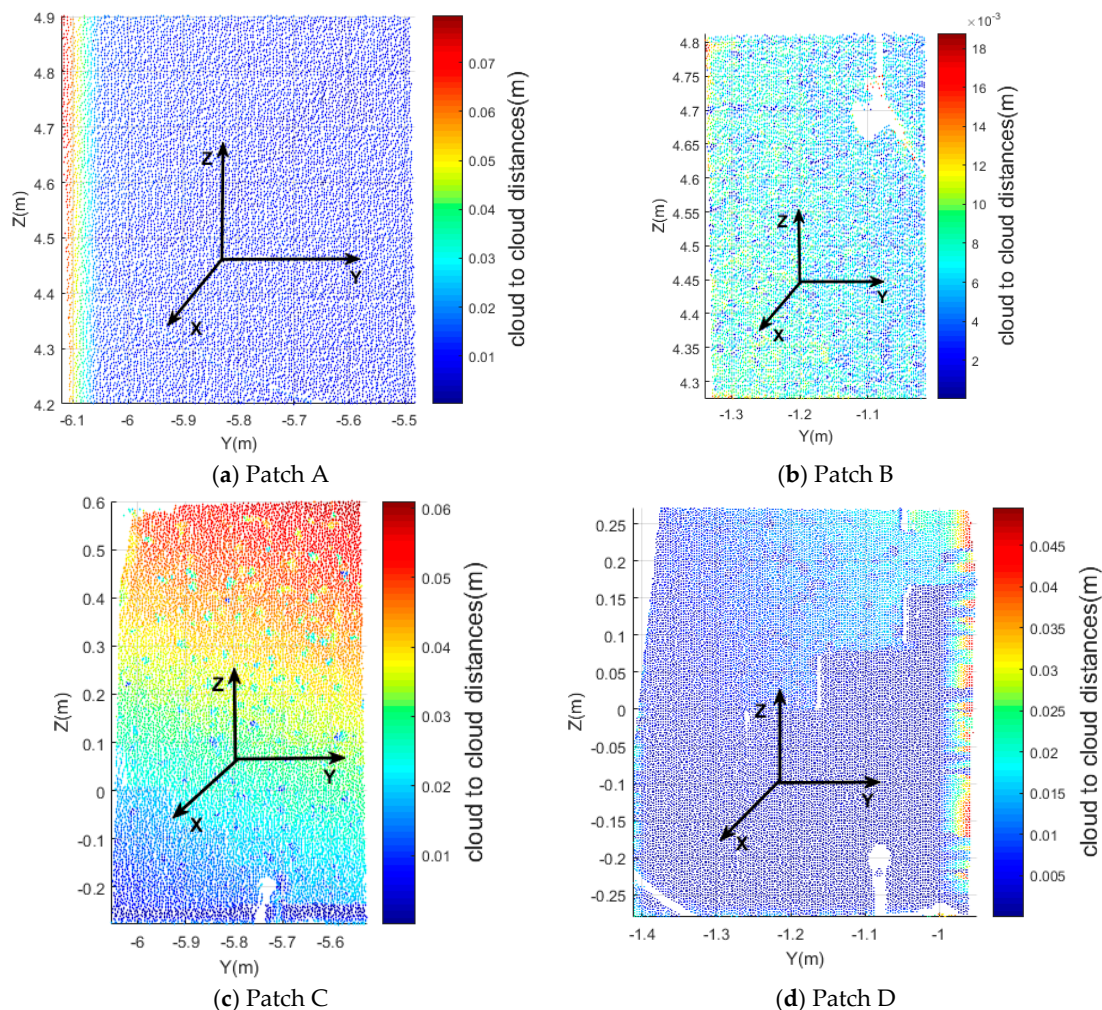 4.9
4.8
4.7
4.6
4.5
4.4
4.3
4.2
Z(m)
-6.1 -6 -5.9 -5.8 -5.7 -5.6 -5.5
Y(m)
Z
Y
X
0.07
0.06
0.05
0.04
0.03
0.02
0.01
cloud to cloud distances(m)
(a) Patch A
4.8
4.75
4.7
4.65
4.6
4.55
4.5
4.45
4.4
4.35
4.3
Z(m)
-1.3 -1.2 -1.1
Y(m)
Z
Y
X
×10-3
18
16
14
12
10
8
6
4
2
cloud to cloud distances(m)
(b) Patch B
0.6
0.5
0.4
0.3
0.2
0.1
0
-0.1
-0.2
Z(m)
-6 -5.9 -5.8 -5.7 -5.6
Y(m)
Z
Y
X
0.06
0.05
0.04
0.03
0.02
0.01
cloud to cloud distances(m)
(c) Patch C
0.25
0.2
0.15
0.1
0.05
0
-0.05
-0.1
-0.15
-0.2
-0.25
Z(m)
-1.4 -1.3 -1.2 -1.1 -1
Y(m)
Z
Y
X
0.045
0.04
0.035
0.03
0.025
0.02
0.015
0.01
0.005
cloud to cloud distances(m)
(d) Patch D